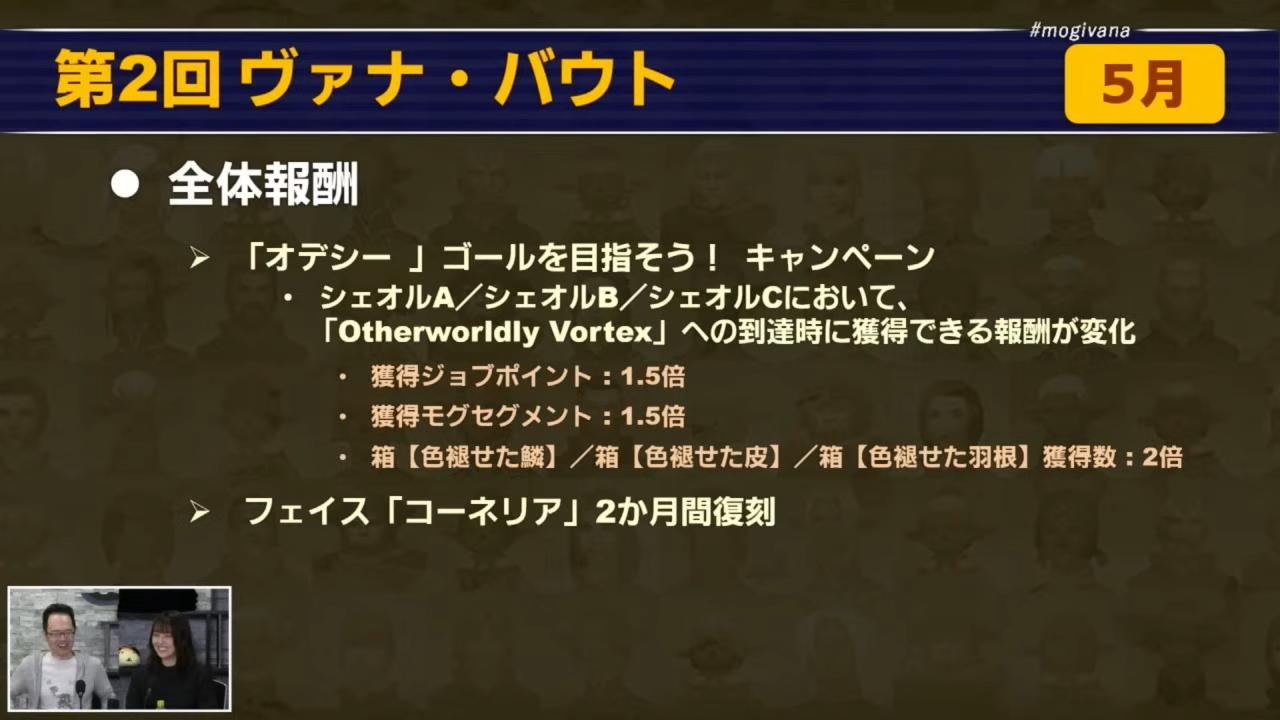 #mogivana
第2回 ヴァナ・バウト
5月
● 全体報酬
➢ 「オデシー 」ゴールを目指そう！ キャンペーン
・ シェオルA／シェオルB／シェオルCにおいて、
「Otherworldly Vortex」への到達時に獲得できる報酬が変化
・ 獲得ジョブポイント：1.5倍
・ 獲得モグセグメント：1.5倍
・ 箱【色褪せた鱗】／箱【色褪せた皮】／箱【色褪せた羽根】獲得数：2倍
➢ フェイス「コーネリア」2か月間復刻